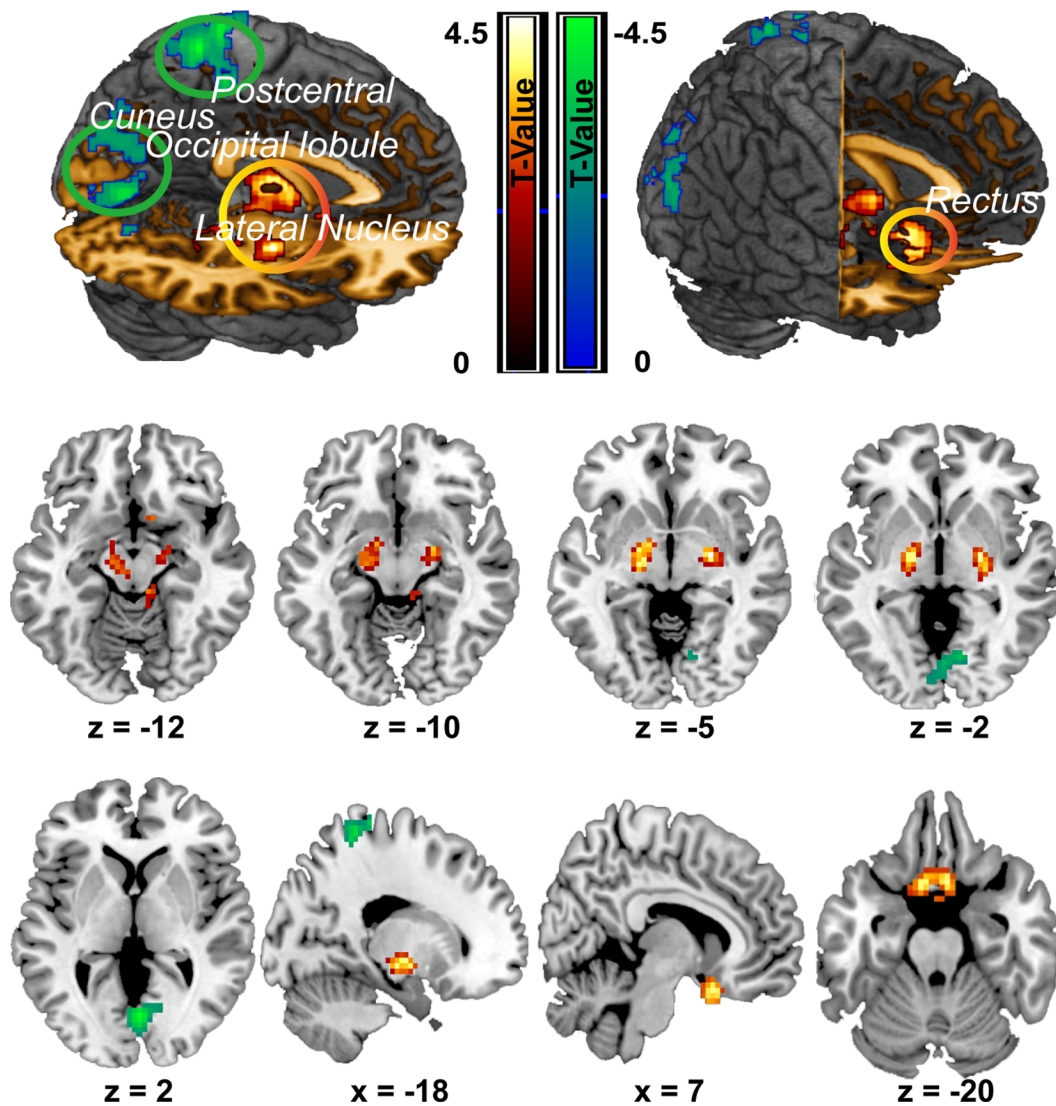 4.5
-4.5
T-Value
T-Value
0
0
Postcentral
Cuneus
Occipital lobule
Lateral Nucleus
Rectus
z = -12
z = -10
z = -5
z = -2
z = 2
x = -18
x = 7
z = -20